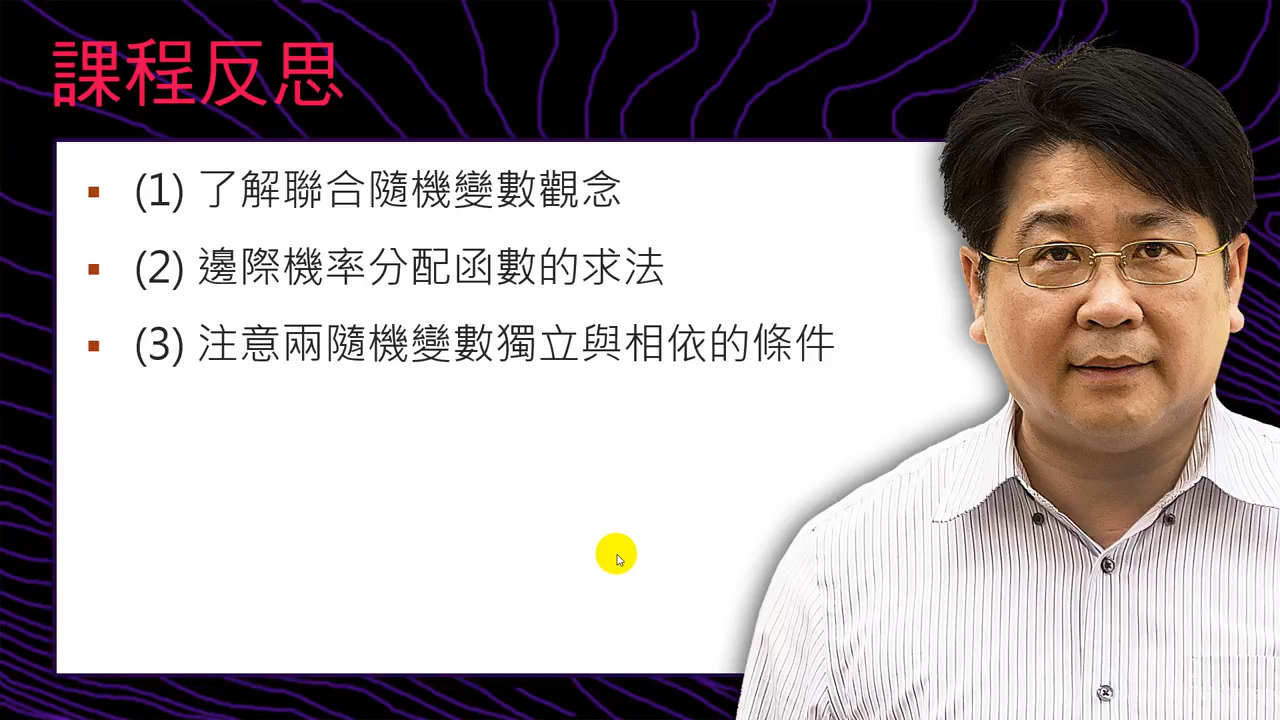 課程反思
(1) 了解聯合隨機變數觀念
(2) 邊際機率分配函數的求法
(3) 注意兩隨機變數獨立與相依的條件